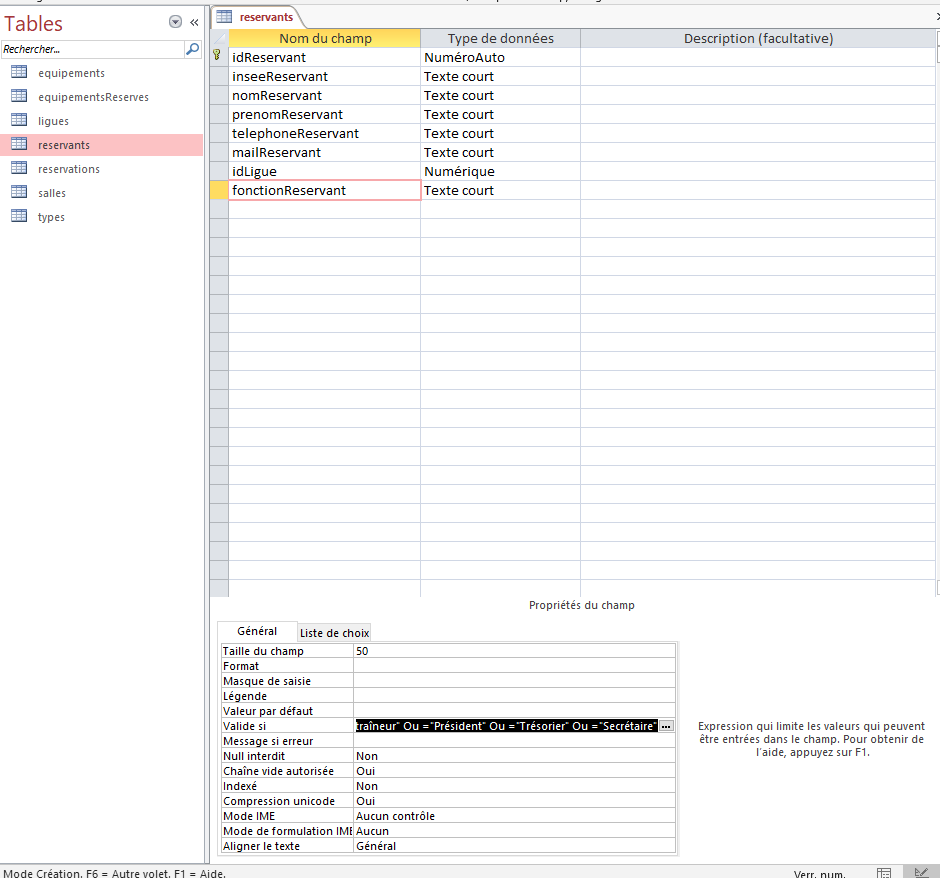 Tables
Rechercher...
equipements
equipementsReserves
ligues
reservants
reservations
salles
types
reservants
Nom du champ Type de données Description (facultative)
idReservant NuméroAuto
inseeReservant Texte court
nomReservant Texte court
prenomReservant Texte court
telephoneReservant Texte court
mailReservant Texte court
idLigue Numérique
fonctionReservant Texte court
Propriétés du champ
Général Liste de choix
Taille du champ 50
Format
Masque de saisie
Légende
Valeur par défaut
Valide si traîneur" Ou ="Président" Ou ="Trésorier" Ou ="Secrétaire" ...
Message si erreur
Null interdit Non
Chaîne vide autorisée Oui
Indexé Non
Compression unicode Oui
Mode IME Aucun contrôle
Mode de formulation IME Aucun
Aligner le texte Général
Expression qui limite les valeurs qui peuvent
être entrées dans le champ. Pour obtenir de
l'aide, appuyez sur F1.
Mode Création. F6 = Autre volet. F1 = Aide. Verr. num.